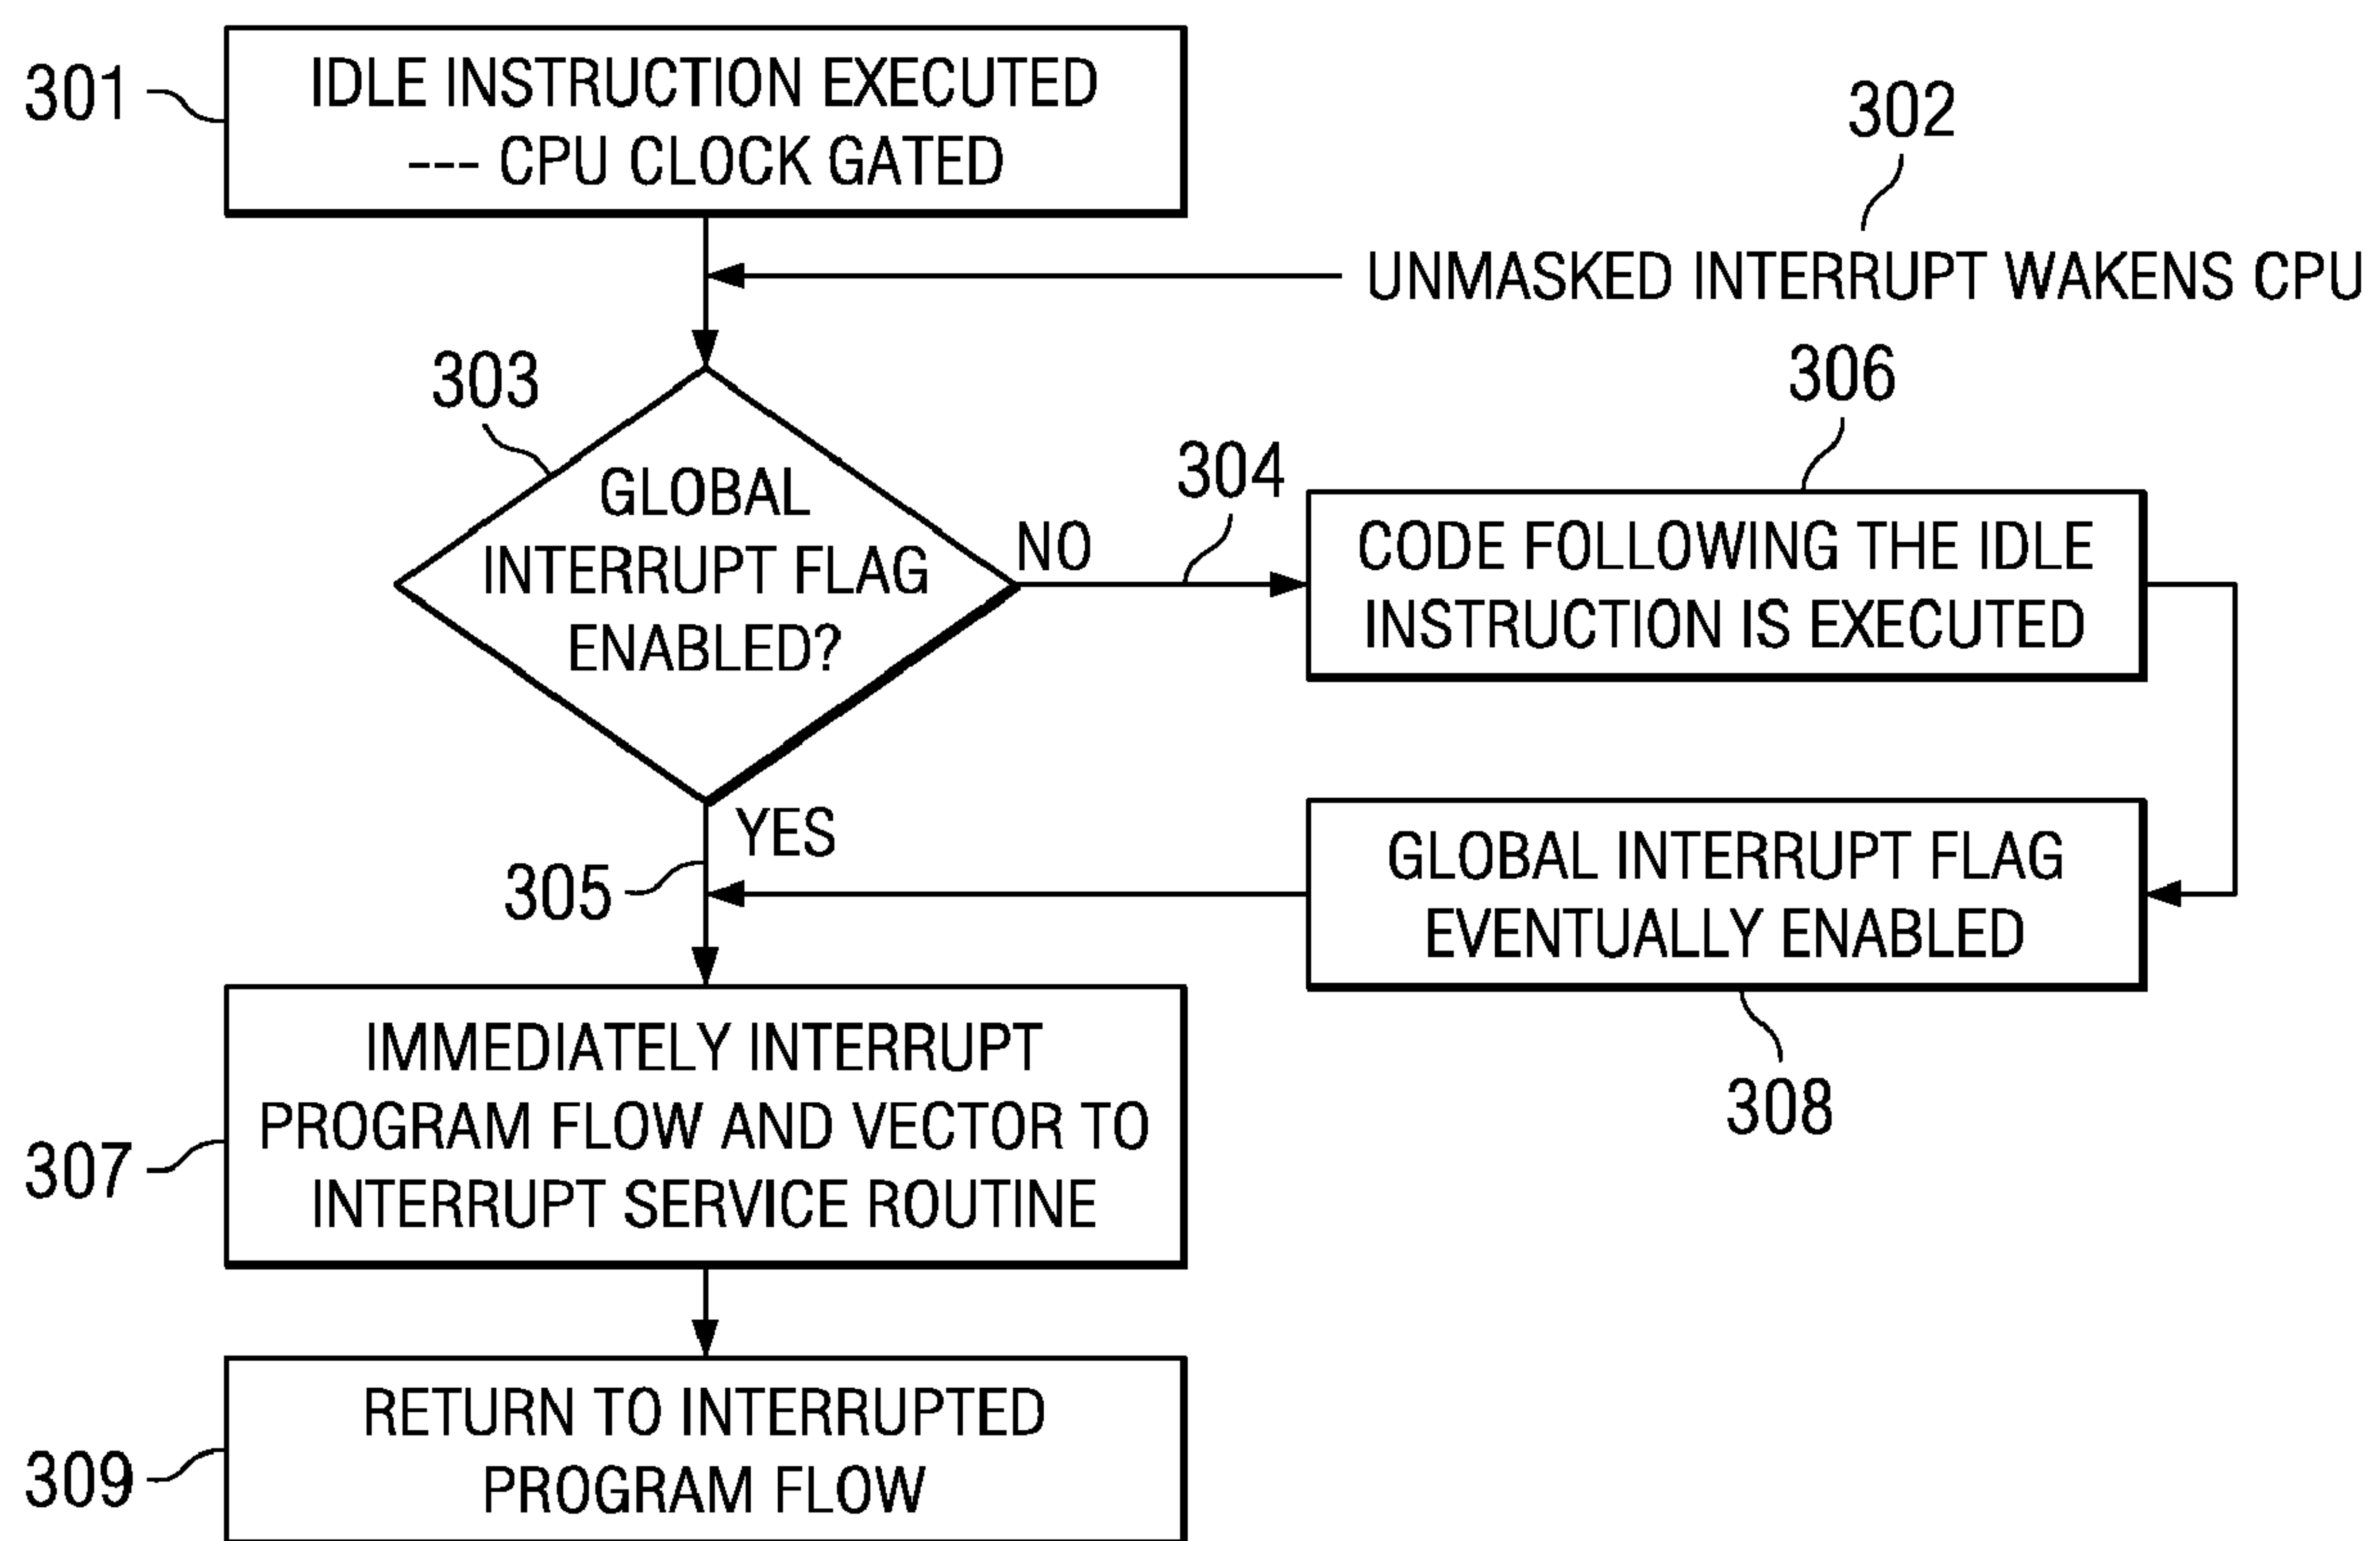 301
IDLE INSTRUCTION EXECUTED
--- CPU CLOCK GATED
302
UNMASKED INTERRUPT WAKENS CPU
303
GLOBAL
INTERRUPT FLAG
ENABLED?
NO
304
306
CODE FOLLOWING THE IDLE
INSTRUCTION IS EXECUTED
YES
305
GLOBAL INTERRUPT FLAG
EVENTUALLY ENABLED
308
307
IMMEDIATELY INTERRUPT
PROGRAM FLOW AND VECTOR TO
INTERRUPT SERVICE ROUTINE
309
RETURN TO INTERRUPTED
PROGRAM FLOW